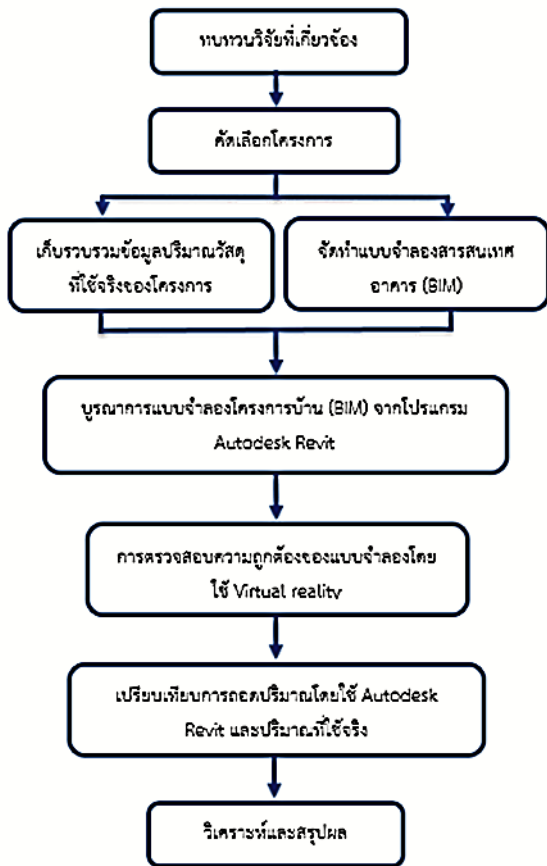 ทบทวนวิจัยที่เกี่ยวข้อง
คัดเลือกโครงการ
เก็บรวบรวมข้อมูลปริมาณวัสดุ
ที่ใช้จริงของโครงการ
จัดทำแบบจำลองสารสนเทศ
อาคาร (BIM)
บูรณาการแบบจำลองโครงการบ้าน (BIM) จากโปรแกรม
Autodesk Revit
การตรวจสอบความถูกต้องของแบบจำลองโดย
ใช้ Virtual reality
เปรียบเทียบการถอดปริมาณโดยใช้ Autodesk
Revit และปริมาณที่ใช้จริง
วิเคราะห์และสรุปผล